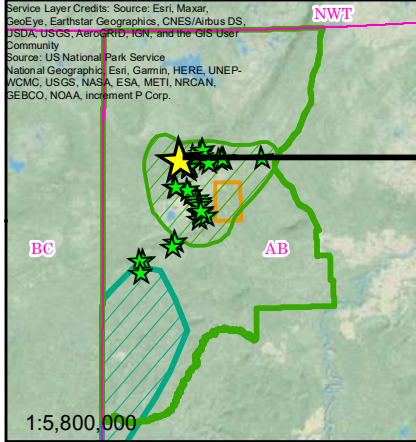 Service Layer Credits: Source: Esri, Maxar,
GeoEye, Earthstar Geographics, CNES/Airbus DS,
USDA, USGS, AeroGRID, IGN, and the GIS User
Community
Source: US National Park Service
National Geographic, Esri, Garmin, HERE, UNEP-
WCMC, USGS, NASA, ESA, METI, NRCAN,
GEBCO, NOAA, increment P Corp.
NWT
BC
AB
1:5,800,000